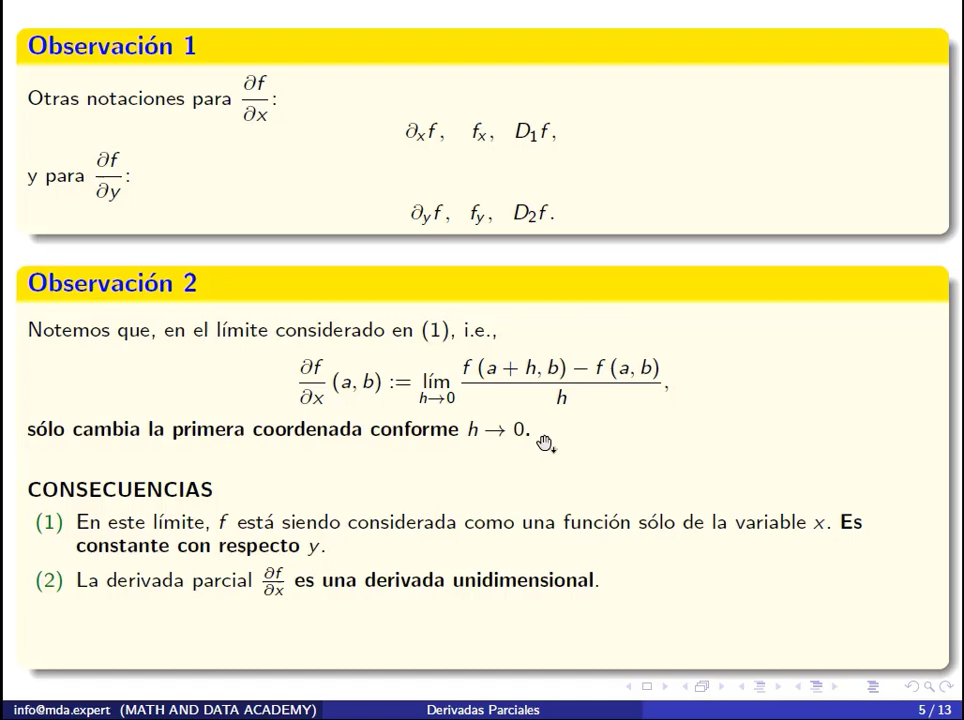 Observación 1
Otras notaciones para ∂f/∂x:
∂ₓf, fₓ, D₁f,
y para ∂f/∂y:
∂_y f, f_y, D₂f.
Observación 2
Notemos que, en el límite considerado en (1), i.e.,
∂f/∂x (a, b) := lím_{h→0} (f (a + h, b) − f (a, b))/h,
sólo cambia la primera coordenada conforme h → 0.
CONSECUENCIAS
(1) En este límite, f está siendo considerada como una función sólo de la variable x. Es
constante con respecto y.
(2) La derivada parcial ∂f/∂x es una derivada unidimensional.
info@mda.expert (MATH AND DATA ACADEMY) Derivadas Parciales 5 / 13